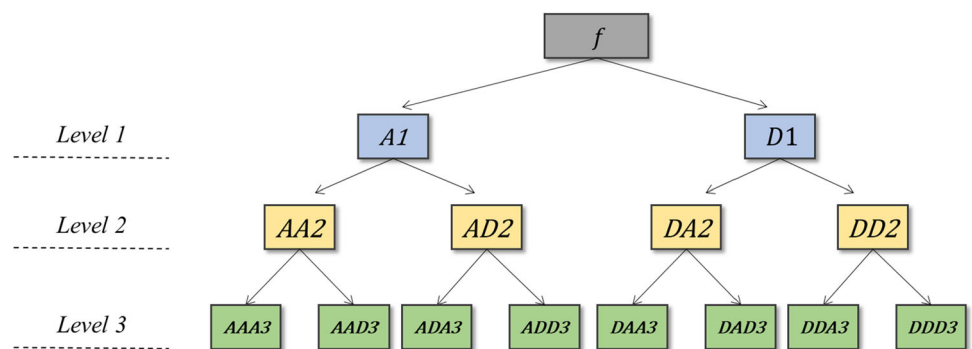 f
Level 1
A1
D1
Level 2
AA2
AD2
DA2
DD2
Level 3
AAA3
AAD3
ADA3
ADD3
DAA3
DAD3
DDA3
DDD3